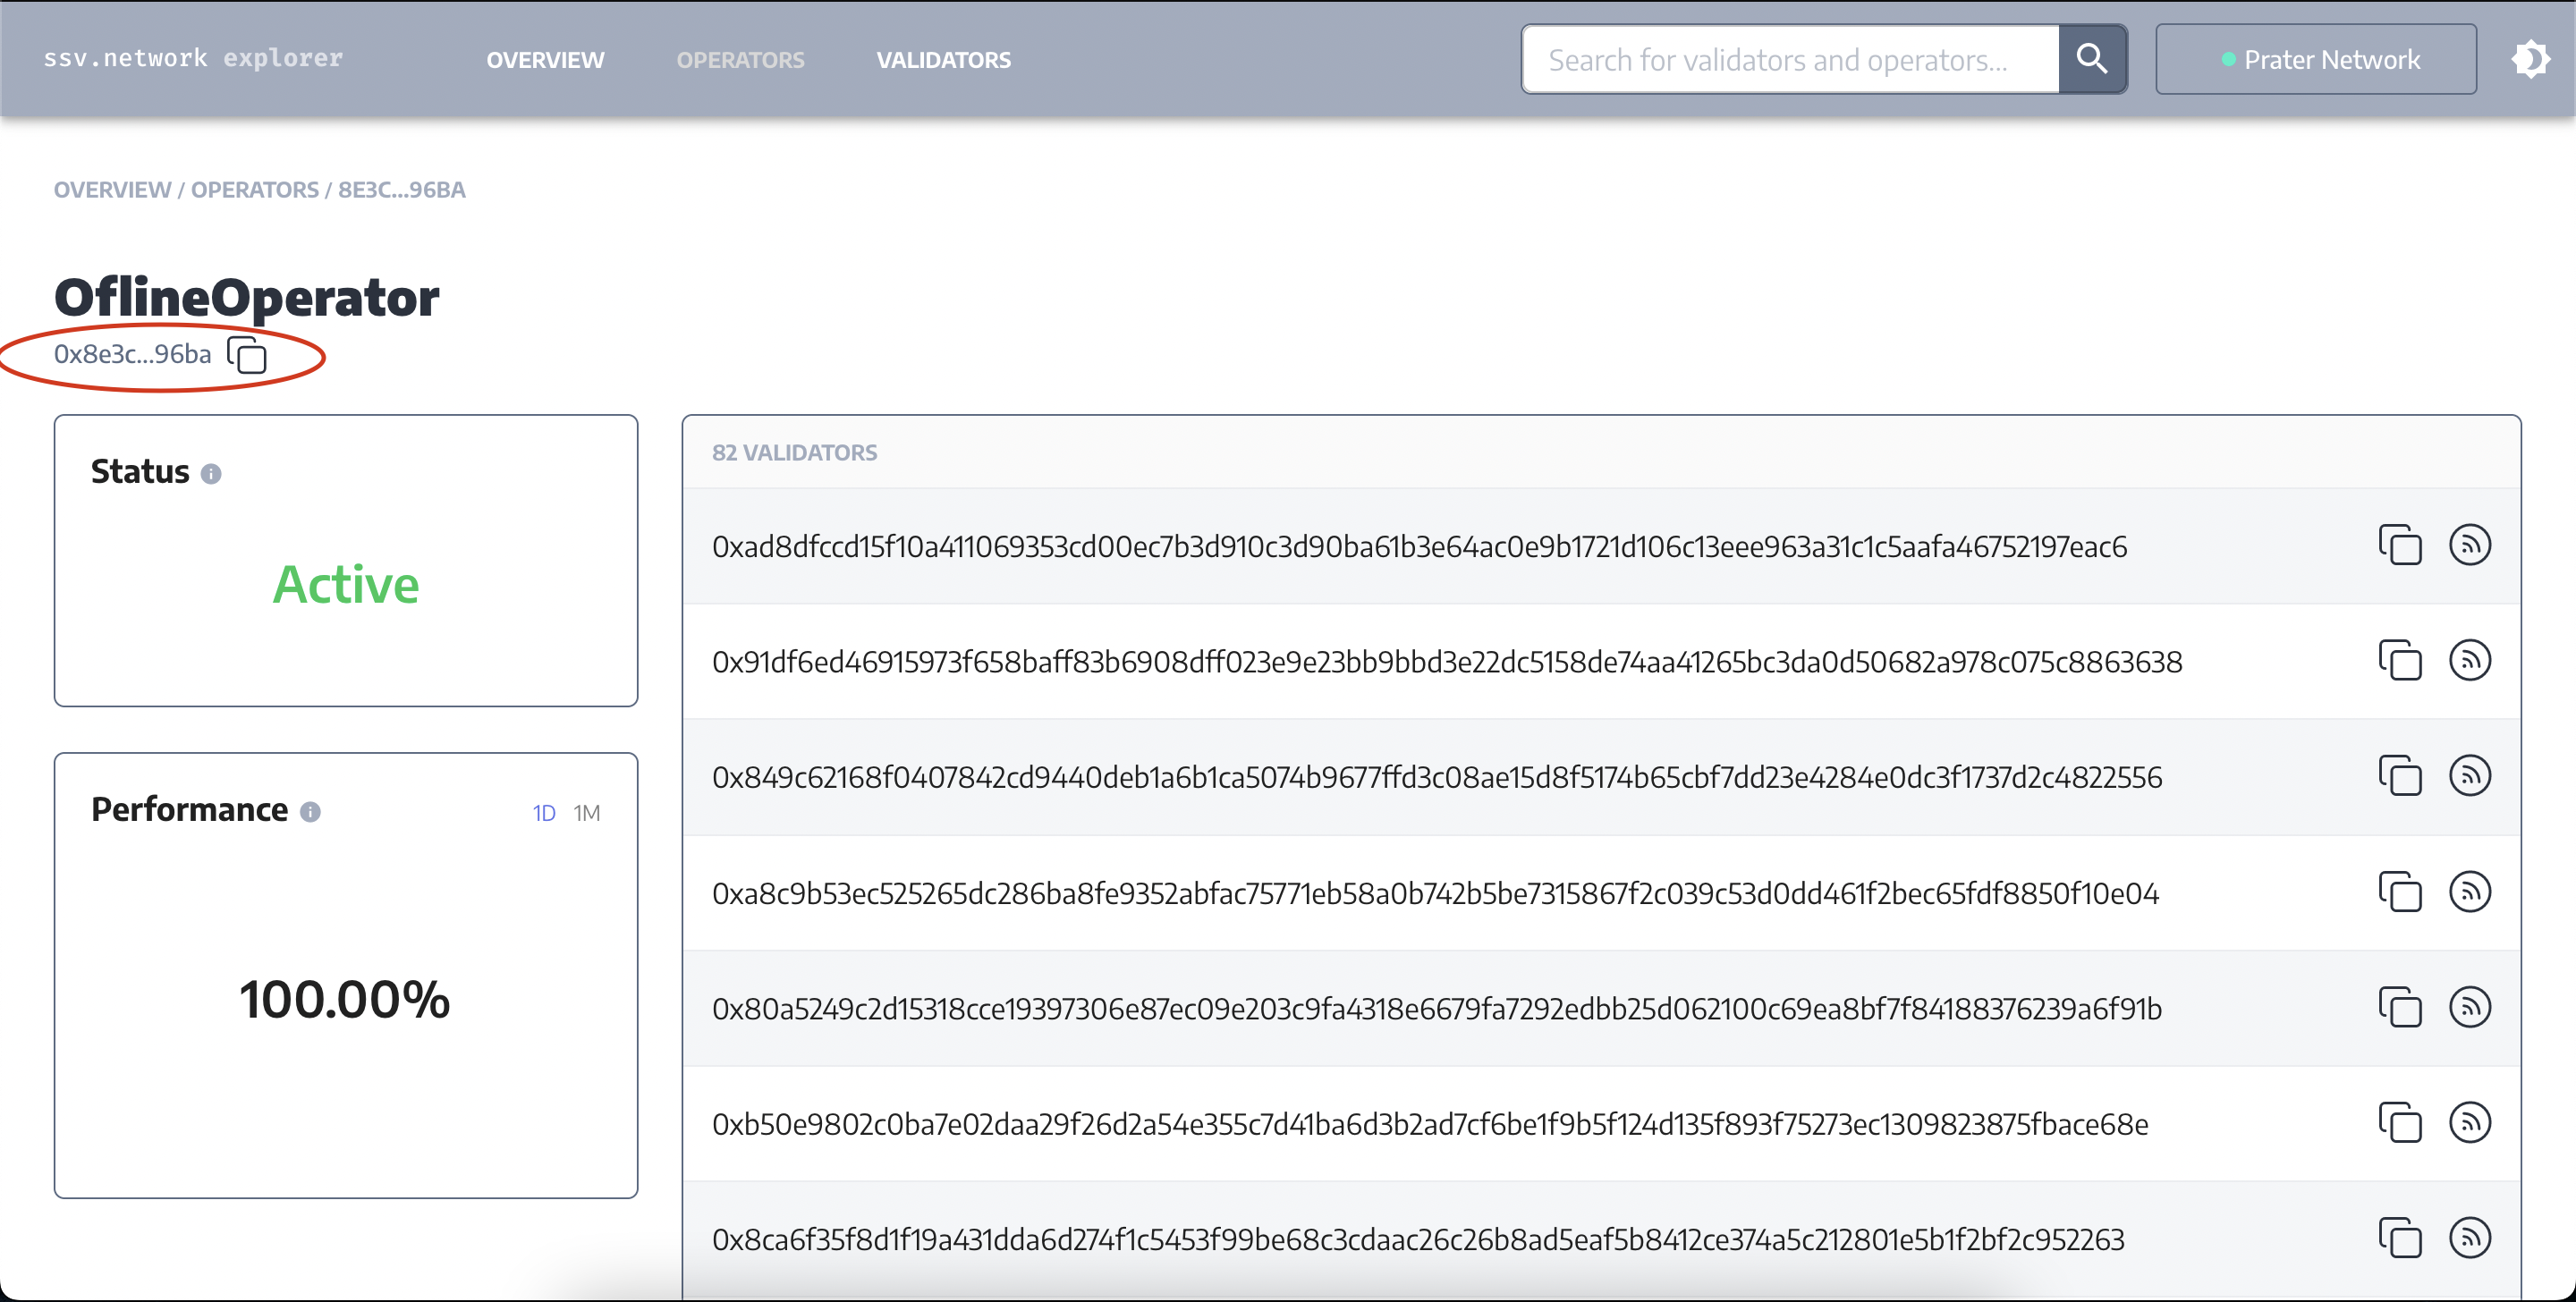 ssv.network explorer
OVERVIEW
OPERATORS
VALIDATORS
Search for validators and operators...
Prater Network
OVERVIEW / OPERATORS / 8E3C...96BA
OflineOperator
0x8e3c...96ba
Status
Active
Performance
1D 1M
100.00%
82 VALIDATORS
0xad8dfccd15f10a411069353cd00ec7b3d910c3d90ba61b3e64ac0e9b1721d106c13eee963a31c1c5aafa46752197eac6
0x91df6ed46915973f658baff83b6908dff023e9e23bb9bbd3e22dc5158de74aa41265bc3da0d50682a978c075c8863638
0x849c62168f0407842cd9440deb1a6b1ca5074b9677ffd3c08ae15d8f5174b65cbf7dd23e4284e0dc3f1737d2c4822556
0xa8c9b53ec525265dc286ba8fe9352abfac75771eb58a0b742b5be7315867f2c039c53d0dd461f2bec65fdf8850f10e04
0x80a5249c2d15318cce19397306e87ec09e203c9fa4318e6679fa7292edbb25d062100c69ea8bf7f84188376239a6f91b
0xb50e9802c0ba7e02daa29f26d2a54e355c7d41ba6d3b2ad7cf6be1f9b5f124d135f893f75273ec1309823875fbace68e
0x8ca6f35f8d1f19a431dda6d274f1c5453f99be68c3cdaac26c26b8ad5eaf5b8412ce374a5c212801e5b1f2bf2c952263